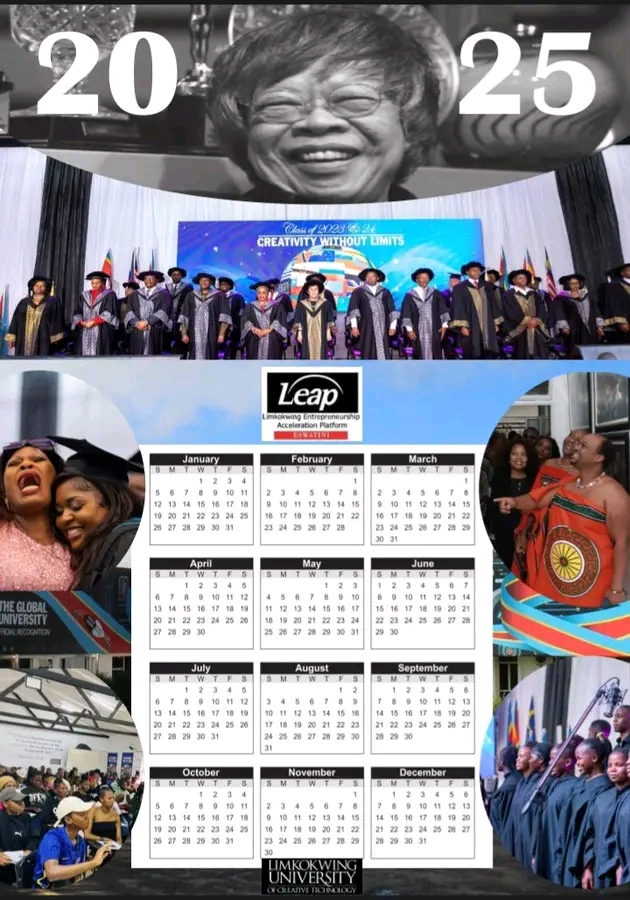 20 25
Class of 2023 & 24
CREATIVITY WITHOUT LIMITS
Leap
Limkokwing Entrepreneurship
Acceleration Platform
ESWATINI
January
S M T W T F S
1 2 3 4
5 6 7 8 9 10 11
12 13 14 15 16 17 18
19 20 21 22 23 24 25
26 27 28 29 30 31
February
S M T W T F S
1
2 3 4 5 6 7 8
9 10 11 12 13 14 15
16 17 18 19 20 21 22
23 24 25 26 27 28
March
S M T W T F S
1
2 3 4 5 6 7 8
9 10 11 12 13 14 15
16 17 18 19 20 21 22
23 24 25 26 27 28 29
30 31
April
S M T W T F S
1 2 3 4 5
6 7 8 9 10 11 12
13 14 15 16 17 18 19
20 21 22 23 24 25 26
27 28 29 30
May
S M T W T F S
1 2 3
4 5 6 7 8 9 10
11 12 13 14 15 16 17
18 19 20 21 22 23 24
25 26 27 28 29 30 31
June
S M T W T F S
1 2 3 4 5 6 7
8 9 10 11 12 13 14
15 16 17 18 19 20 21
22 23 24 25 26 27 28
29 30
THE GLOBAL
UNIVERSITY
RECOGNITION
July
S M T W T F S
1 2 3 4 5
6 7 8 9 10 11 12
13 14 15 16 17 18 19
20 21 22 23 24 25 26
27 28 29 30 31
August
S M T W T F S
1 2
3 4 5 6 7 8 9
10 11 12 13 14 15 16
17 18 19 20 21 22 23
24 25 26 27 28 29 30
31
September
S M T W T F S
1 2 3 4 5 6
7 8 9 10 11 12 13
14 15 16 17 18 19 20
21 22 23 24 25 26 27
28 29 30
October
S M T W T F S
1 2 3 4
5 6 7 8 9 10 11
12 13 14 15 16 17 18
19 20 21 22 23 24 25
26 27 28 29 30 31
November
S M T W T F S
1
2 3 4 5 6 7 8
9 10 11 12 13 14 15
16 17 18 19 20 21 22
23 24 25 26 27 28 29
30
December
S M T W T F S
1 2 3 4 5 6
7 8 9 10 11 12 13
14 15 16 17 18 19 20
21 22 23 24 25 26 27
28 29 30 31
LIMKOKWING
UNIVERSITY
OF CREATIVE TECHNOLOGY